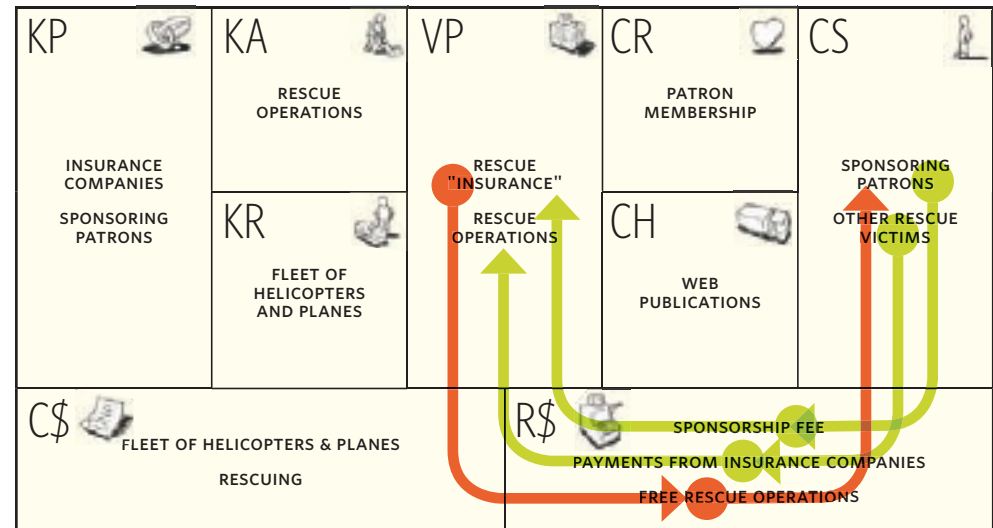 KP
INSURANCE
COMPANIES
SPONSORING
PATRONS
KA
RESCUE
OPERATIONS
KR
FLEET OF
HELICOPTERS
AND PLANES
VP
RESCUE
"INSURANCE"
RESCUE
OPERATIONS
CR
PATRON
MEMBERSHIP
CH
WEB
PUBLICATIONS
CS
SPONSORING
PATRONS
OTHER RESCUE
VICTIMS
C$
FLEET OF HELICOPTERS & PLANES
RESCUING
R$
SPONSORSHIP FEE
PAYMENTS FROM INSURANCE COMPANIES
FREE RESCUE OPERATIONS